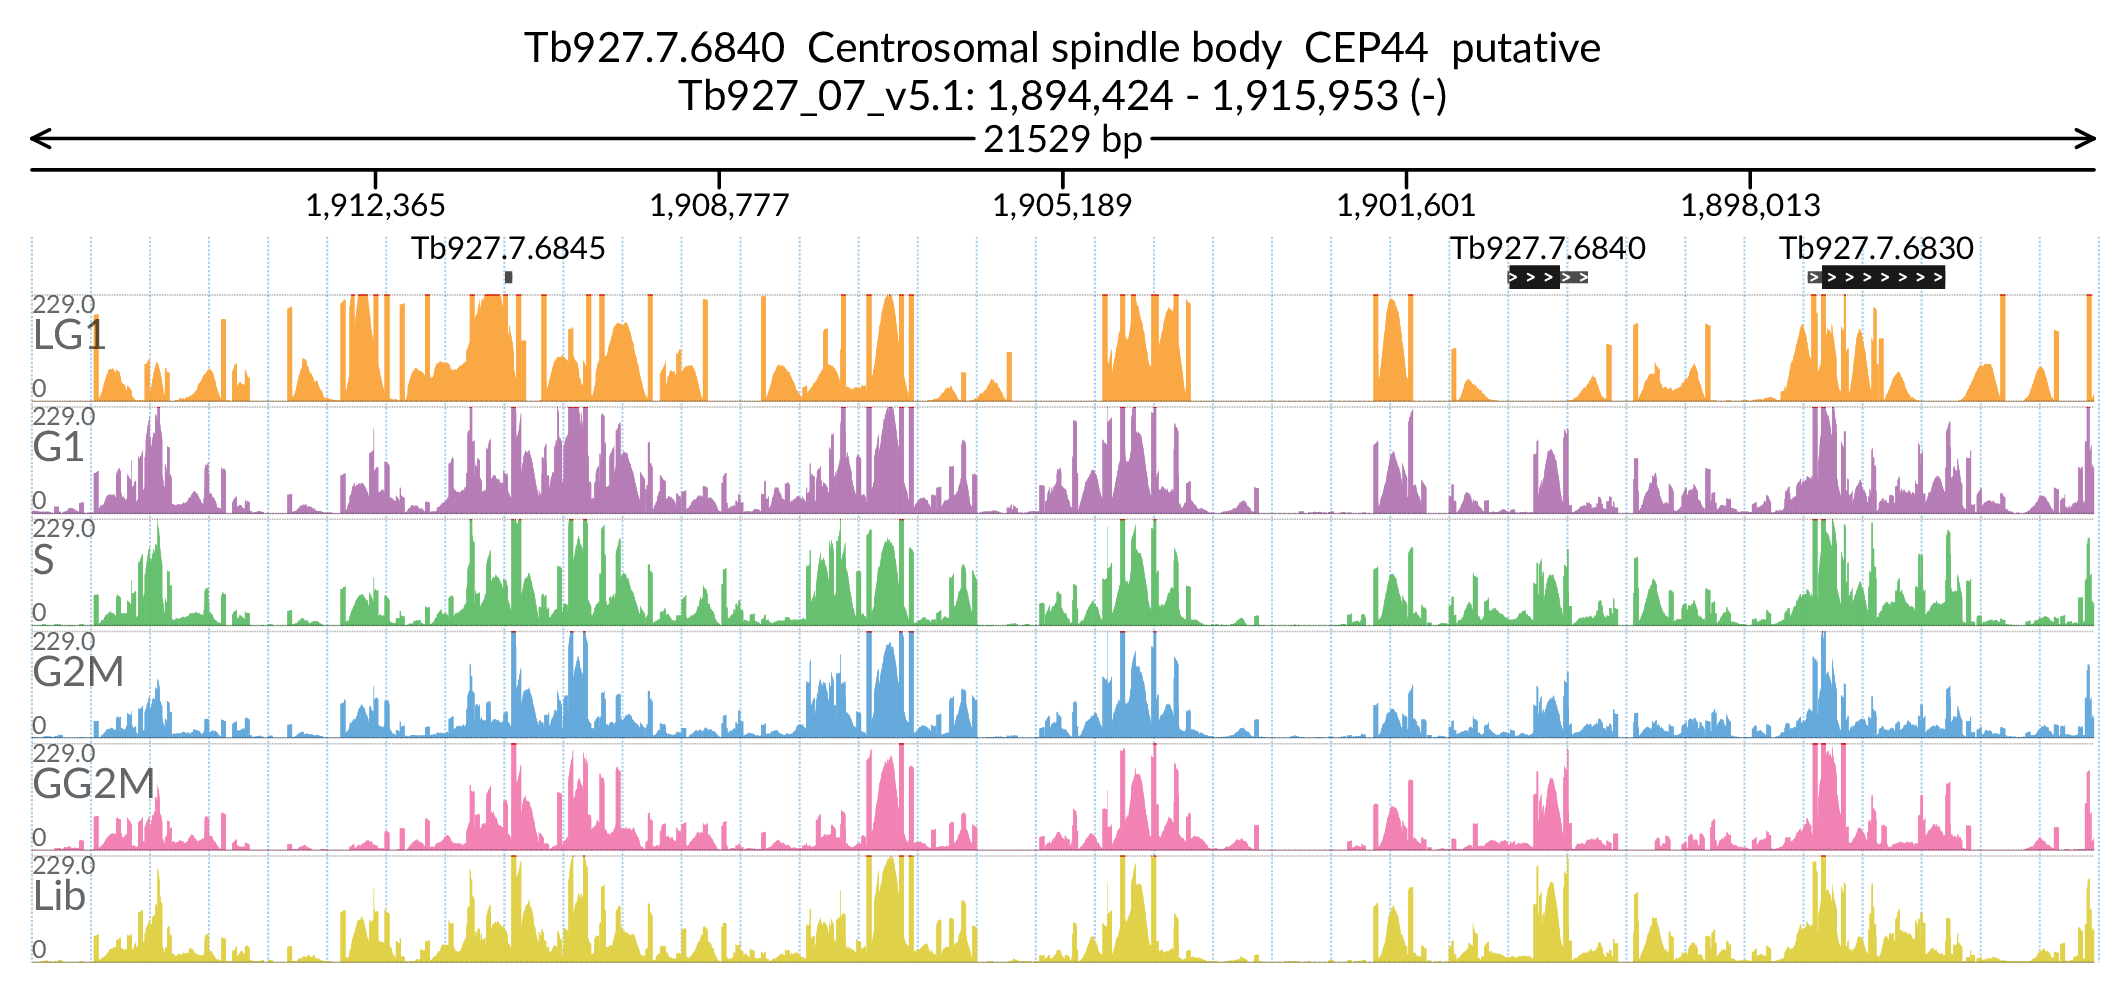 Tb927.7.6840 Centrosomal spindle body CEP44 putative
Tb927_07_v5.1: 1,894,424 - 1,915,953 (-)
21529 bp
1,912,365 1,908,777 1,905,189 1,901,601 1,898,013
Tb927.7.6845 Tb927.7.6840 Tb927.7.6830
229.0
LG1
0
229.0
G1
0
229.0
S
0
229.0
G2M
0
229.0
GG2M
0
229.0
Lib
0